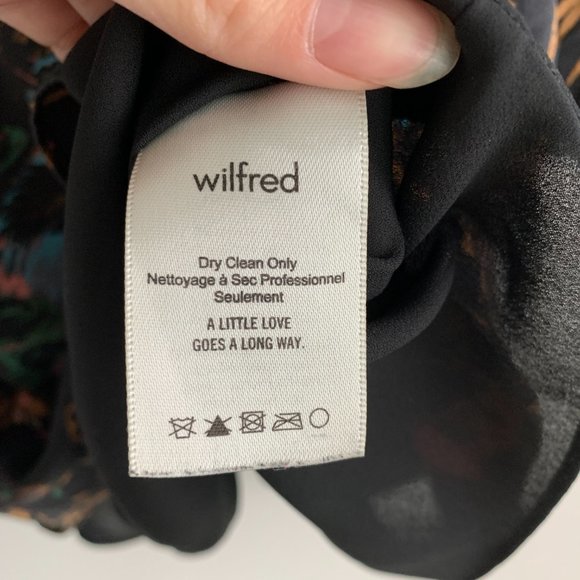 wilfred
Dry Clean Only
Nettoyage à Sec Professionnel
Seulement
A LITTLE LOVE
GOES A LONG WAY.